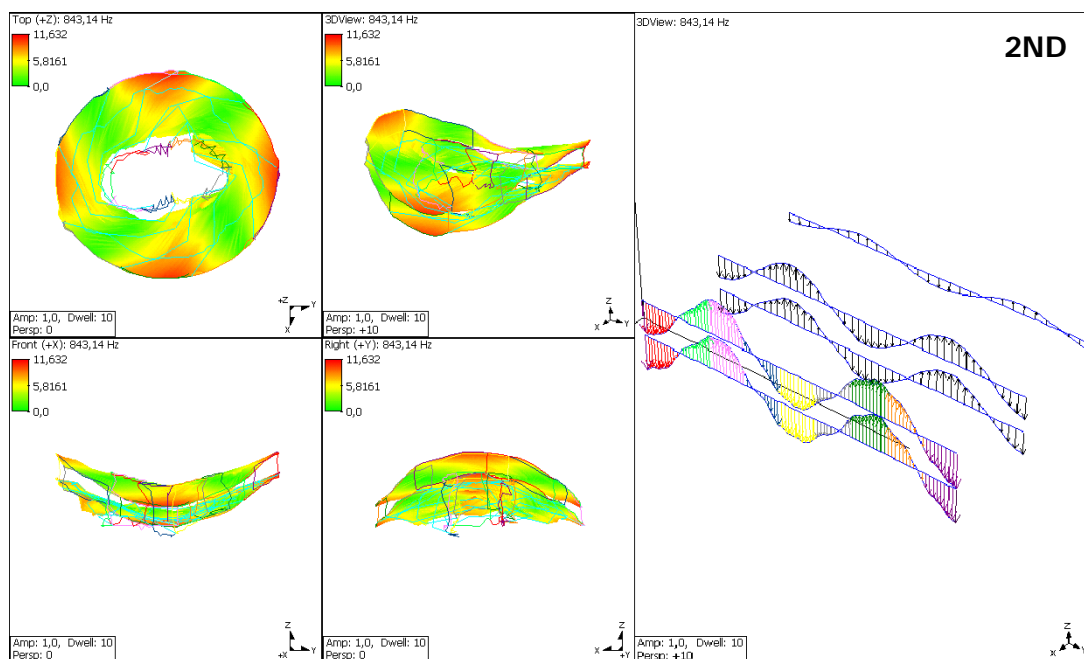 Top (+Z): 843,14 Hz
11,632
5,8161
0,0
+Z
Y
X
Amp: 1,0, Dwell: 10
Persp: 0
3DView: 843,14 Hz
11,632
5,8161
0,0
Z
X
Y
Amp: 1,0, Dwell: 10
Persp: +10
3DView: 843,14 Hz
2ND
Z
X
Y
Amp: 1,0, Dwell: 10
Persp: +10
Front (+X): 843,14 Hz
11,632
5,8161
0,0
Z
+X
Y
Amp: 1,0, Dwell: 10
Persp: 0
Right (+Y): 843,14 Hz
11,632
5,8161
0,0
Z
X
+Y
Amp: 1,0, Dwell: 10
Persp: 0